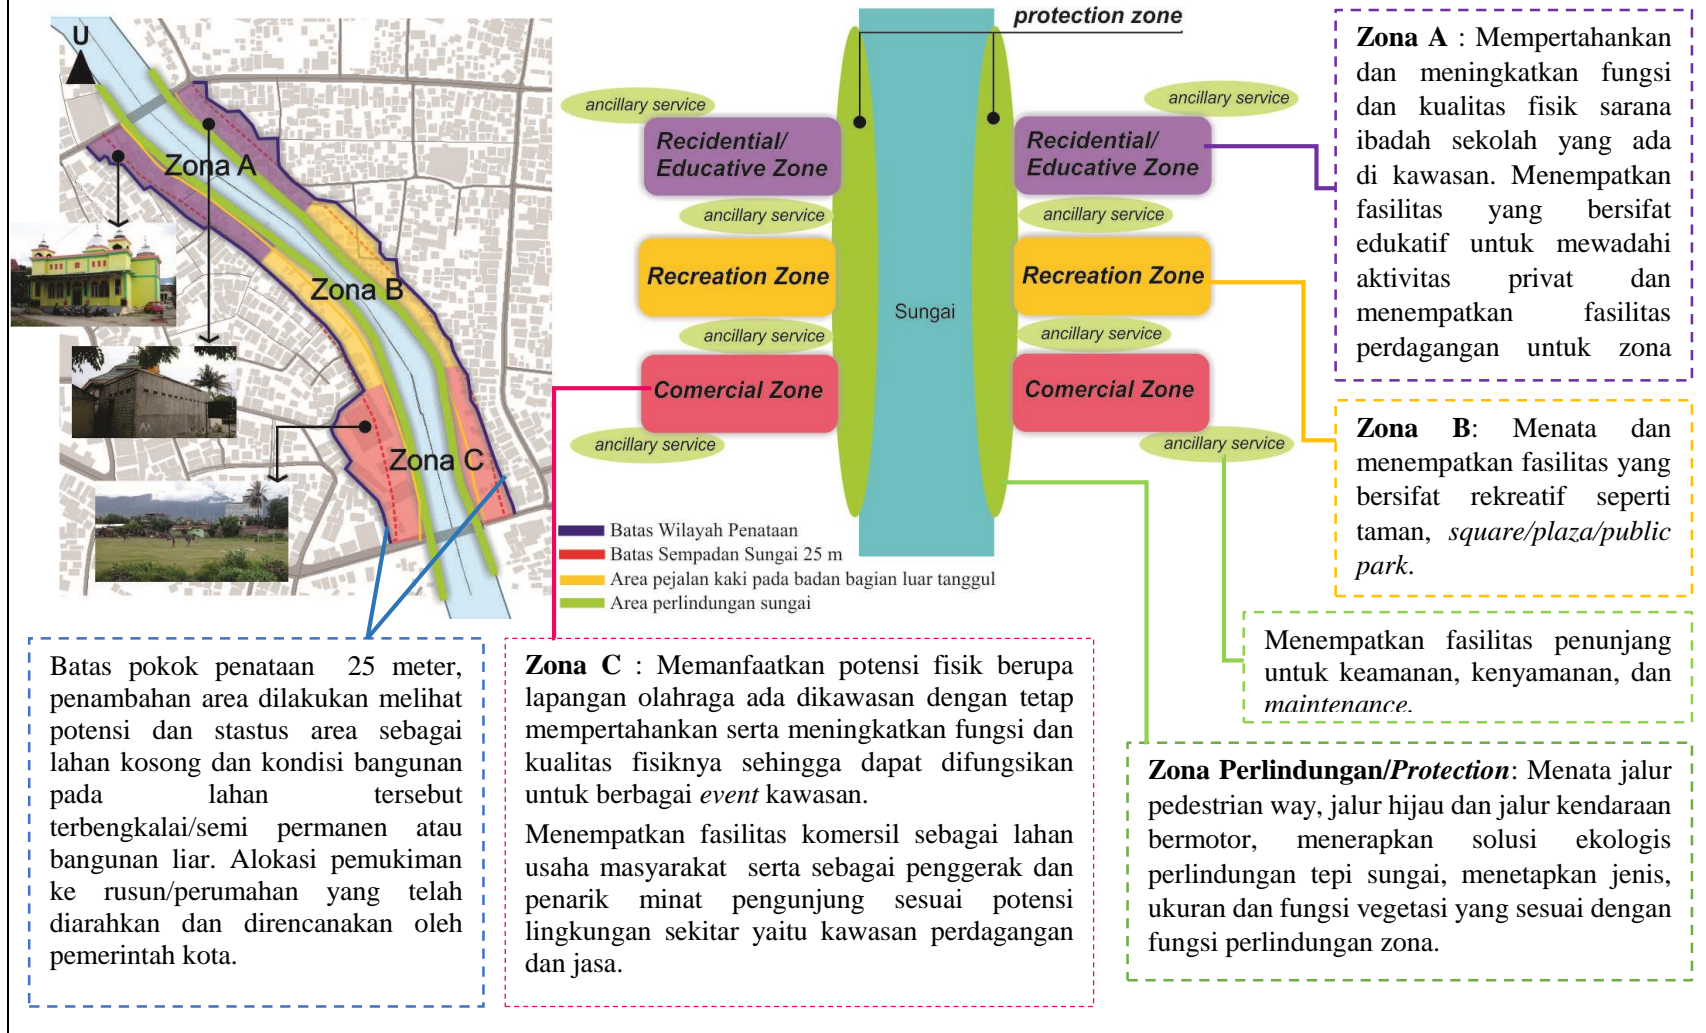 U
Zona A
Zona B
Zona C
protection zone
ancillary service
ancillary service
Recidential/
Educative Zone
Recidential/
Educative Zone
ancillary service
ancillary service
Recreation Zone
Recreation Zone
Sungai
ancillary service
ancillary service
Comercial Zone
Comercial Zone
ancillary service
ancillary service
Batas Wilayah Penataan
Batas Sempadan Sungai 25 m
Area pejalan kaki pada badan bagian luar tanggul
Area perlindungan sungai
Zona A : Mempertahankan
dan meningkatkan fungsi
dan kualitas fisik sarana
ibadah sekolah yang ada
di kawasan. Menempatkan
fasilitas yang bersifat
edukatif untuk mewadahi
aktivitas privat dan
menempatkan fasilitas
perdagangan untuk zona
Zona B: Menata dan
menempatkan fasilitas yang
bersifat rekreatif seperti
taman, square/plaza/public
park.
Menempatkan fasilitas penunjang
untuk keamanan, kenyamanan, dan
maintenance.
Batas pokok penataan 25 meter,
penambahan area dilakukan melihat
potensi dan stastus area sebagai
lahan kosong dan kondisi bangunan
pada lahan tersebut
terbengkalai/semi permanen atau
bangunan liar. Alokasi pemukiman
ke rusun/perumahan yang telah
diarahkan dan direncanakan oleh
pemerintah kota.
Zona C : Memanfaatkan potensi fisik berupa
lapangan olahraga ada dikawasan dengan tetap
mempertahankan serta meningkatkan fungsi dan
kualitas fisiknya sehingga dapat difungsikan
untuk berbagai event kawasan.
Menempatkan fasilitas komersil sebagai lahan
usaha masyarakat serta sebagai penggerak dan
penarik minat pengunjung sesuai potensi
lingkungan sekitar yaitu kawasan perdagangan
dan jasa.
Zona Perlindungan/Protection: Menata jalur
pedestrian way, jalur hijau dan jalur kendaraan
bermotor, menerapkan solusi ekologis
perlindungan tepi sungai, menetapkan jenis,
ukuran dan fungsi vegetasi yang sesuai dengan
fungsi perlindungan zona.